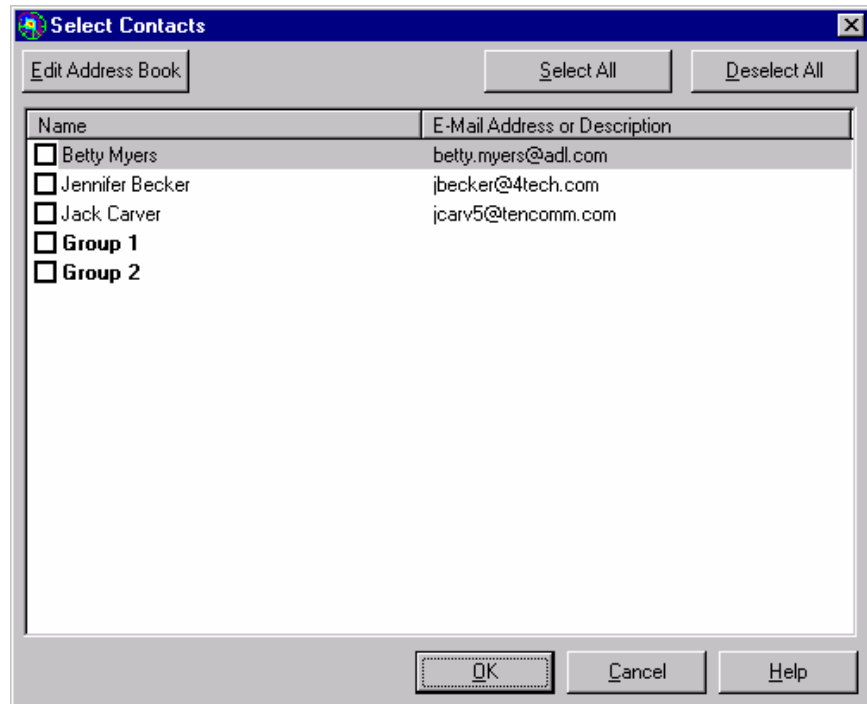 Select Contacts
Edit Address Book Select All Deselect All
Name E-Mail Address or Description
Betty Myers betty.myers@adl.com
Jennifer Becker jbecker@4tech.com
Jack Carver jcarv5@tencomm.com
Group 1
Group 2
OK Cancel Help